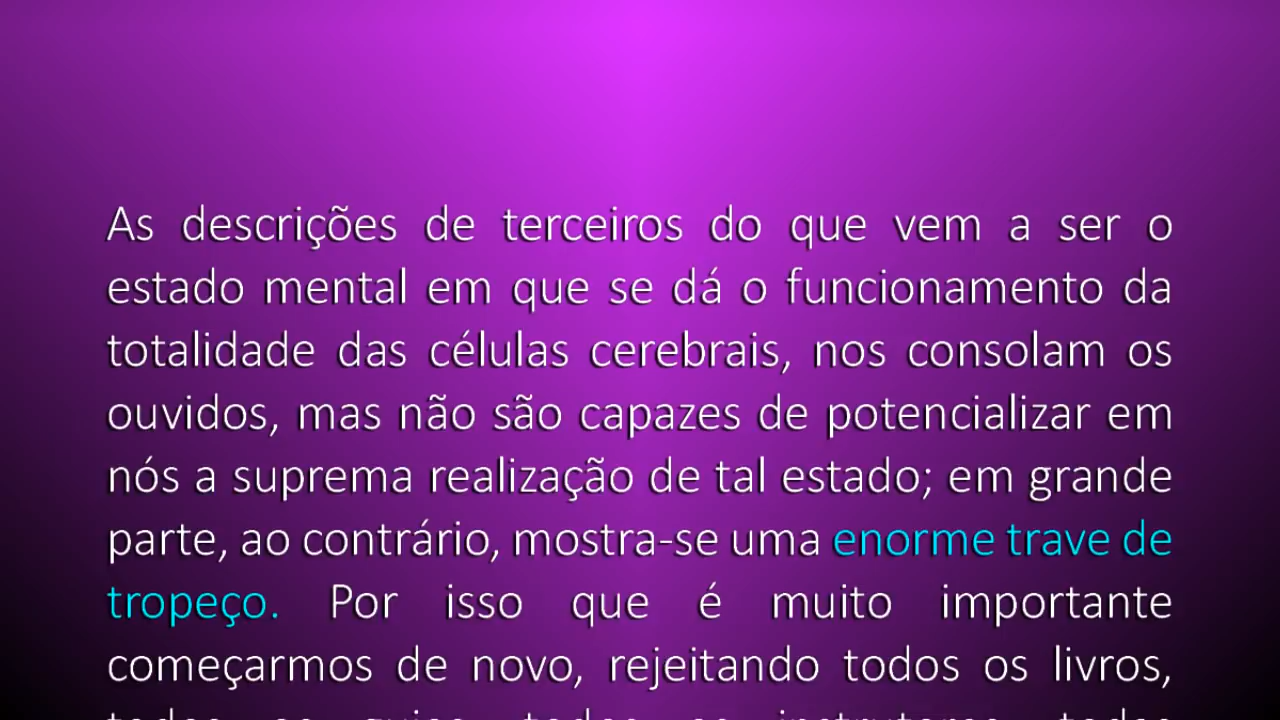 As descrições de terceiros do que vem a ser o
estado mental em que se dá o funcionamento da
totalidade das células cerebrais, nos consolam os
ouvidos, mas não são capazes de potencializar em
nós a suprema realização de tal estado; em grande
parte, ao contrário, mostra-se uma enorme trave de
tropeço. Por isso que é muito importante
começarmos de novo, rejeitando todos os livros,